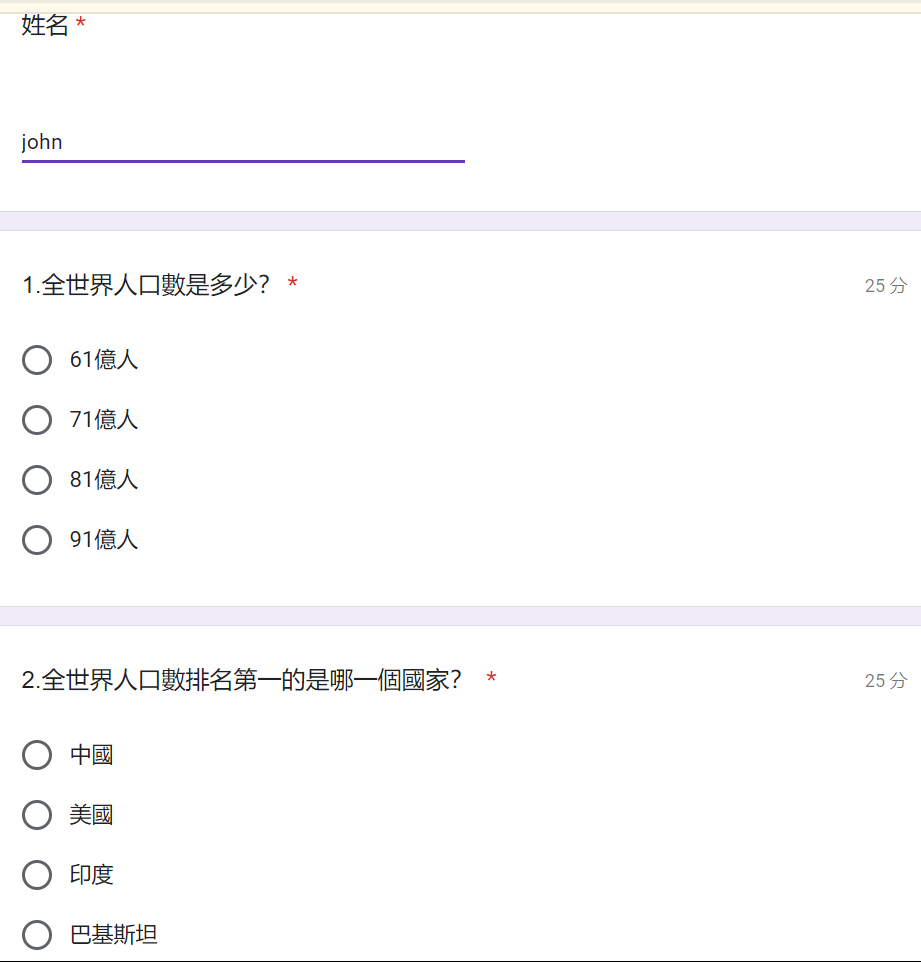 姓名 *
john
1.全世界人口數是多少? *
25 分
61億人
71億人
81億人
91億人
2.全世界人口數排名第一的是哪一個國家? *
25 分
中國
美國
印度
巴基斯坦